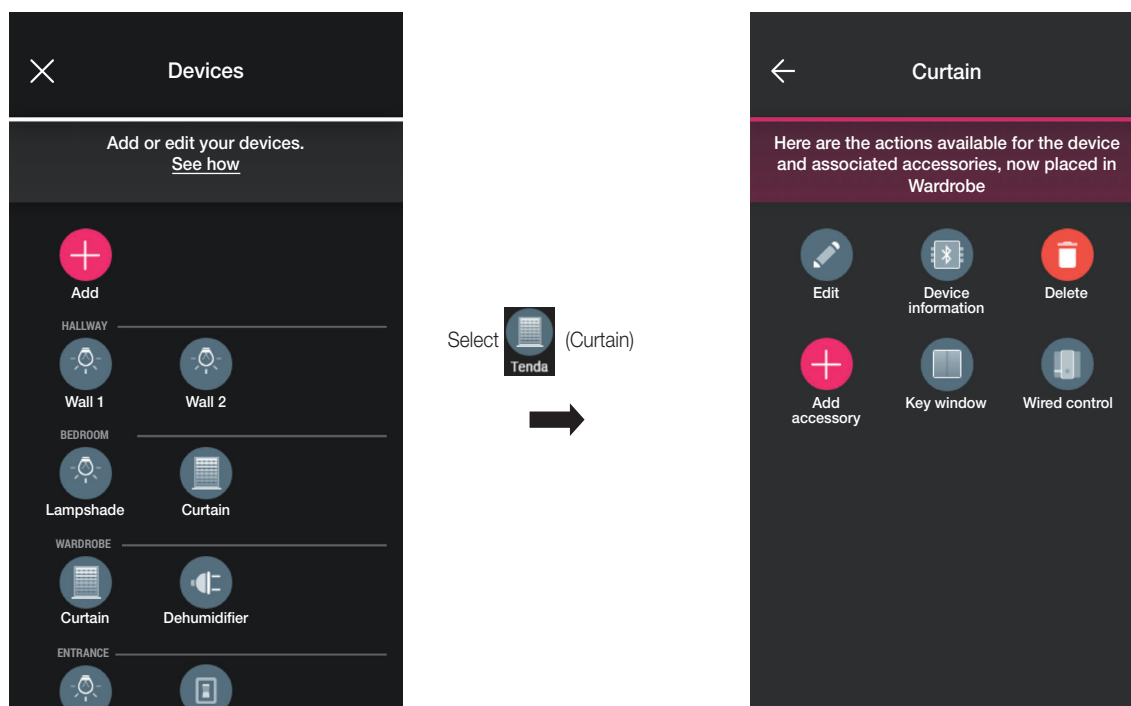 Devices
Add or edit your devices.
See how
Add
HALLWAY
Wall 1 Wall 2
BEDROOM
Lampshade Curtain
WARDROBE
Curtain Dehumidifier
ENTRANCE
Select Tenda (Curtain)
Curtain
Here are the actions available for the device
and associated accessories, now placed in
Wardrobe
Edit Device Delete
information
Add Key window Wired control
accessory